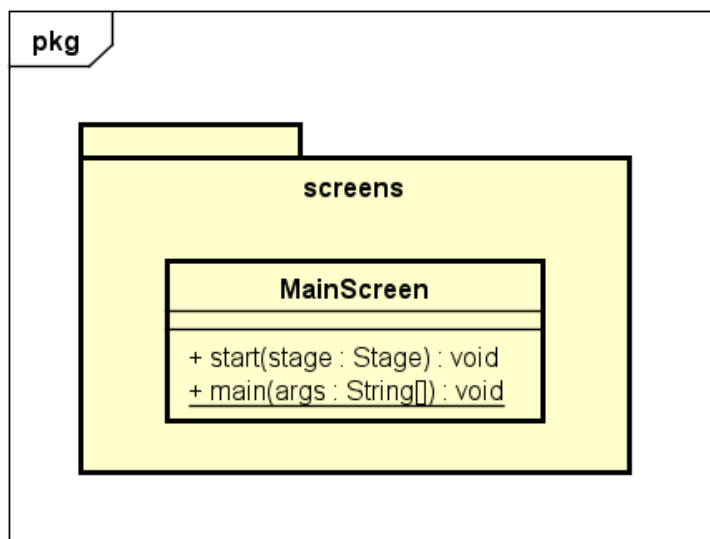 pkg
screens
MainScreen
+ start(stage : Stage) : void
+ main(args : String[]) : void